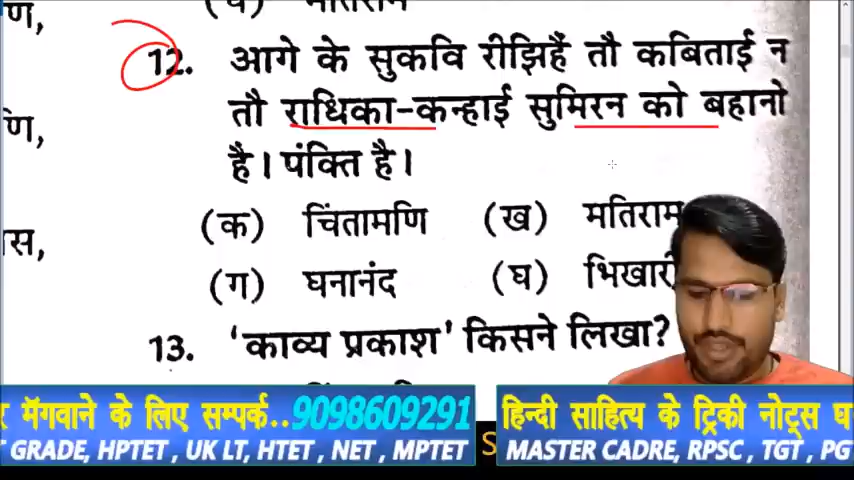 ण,
(घ) मतिराम
12. आगे के सुकवि रीझिहैं तौ कबिताई न
तौ राधिका-कन्हाई सुमिरन को बहानो
है। पंक्ति है।
णि,
(क) चिंतामणि (ख) मतिराम
स,
(ग) घनानंद (घ) भिखारी
13. 'काव्य प्रकाश' किसने लिखा?
र मॅगवाने के लिए सम्पर्क..9098609291 हिन्दी साहित्य के ट्रिकी नोट्स घ
T GRADE, HPTET , UK LT, HTET , NET , MPTET S MASTER CADRE, RPSC , TGT , PG